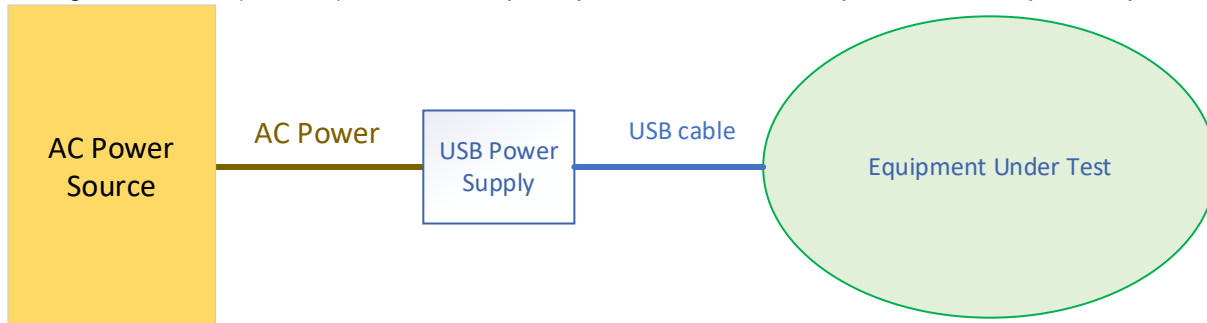 AC Power
Source
AC Power
USB Power
Supply
USB cable
Equipment Under Test